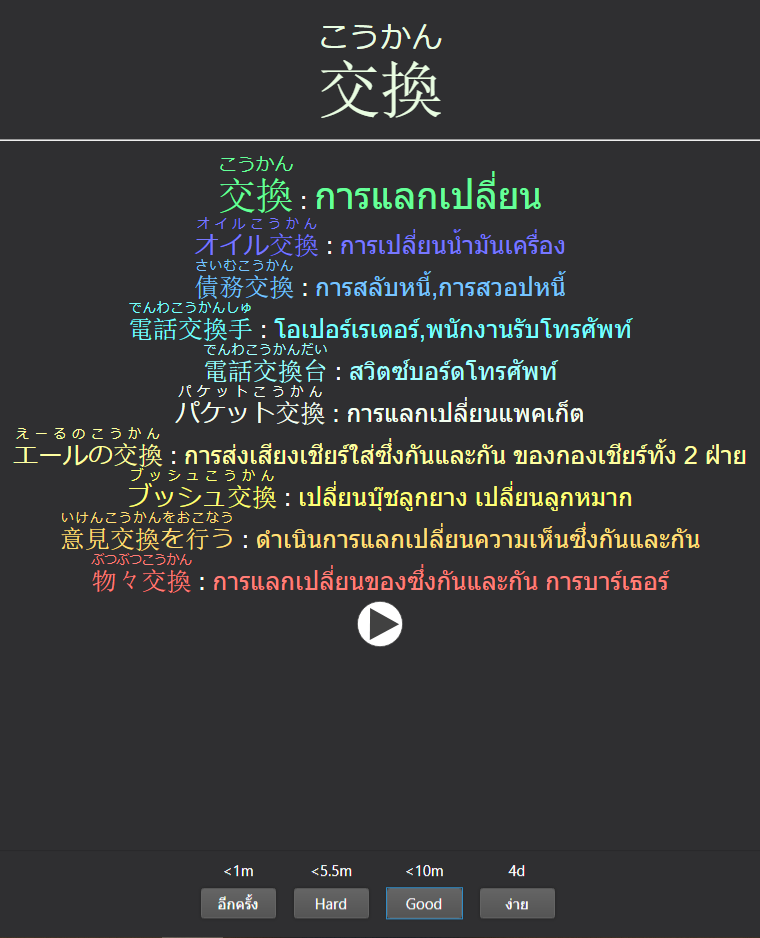 こうかん
交換
こうかん
交換 : การแลกเปลี่ยน
オイルこうかん
オイル交換 : การเปลี่ยนน้ำมันเครื่อง
さいむこうかん
債務交換 : การสลับหนี้,การสวอปหนี้
でんわこうかんしゅ
電話交換手 : โอเปอร์เรเตอร์,พนักงานรับโทรศัพท์
でんわこうかんだい
電話交換台 : สวิตซ์บอร์ดโทรศัพท์
パケットこうかん
パケット交換 : การแลกเปลี่ยนแพคเก็ต
えーるのこうかん
エールの交換 : การส่งเสียงเชียร์ใส่ซึ่งกันและกัน ของกองเชียร์ทั้ง 2 ฝ่าย
ブッシュこうかん
ブッシュ交換 : เปลี่ยนบุ๊ชลูกยาง เปลี่ยนลูกหมาก
いけんこうかんをおこなう
意見交換を行う : ดำเนินการแลกเปลี่ยนความเห็นซึ่งกันและกัน
ぶつぶつこうかん
物々交換 : การแลกเปลี่ยนของซึ่งกันและกัน การบาร์เธอร์
<1m <5.5m <10m 4d
อีกครั้ง Hard Good ง่าย